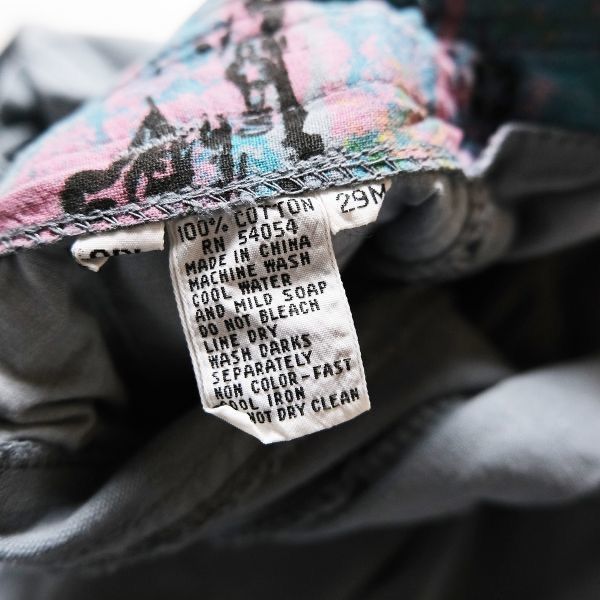 100% COTTON
RN 54054
MADE IN CHINA
MACHINE WASH
COOL WATER
AND MILD SOAP
DO NOT BLEACH
LINE DRY
WASH DARKS
SEPARATELY
NON COLOR-FAST
COOL IRON
NOT DRY CLEAN
29M